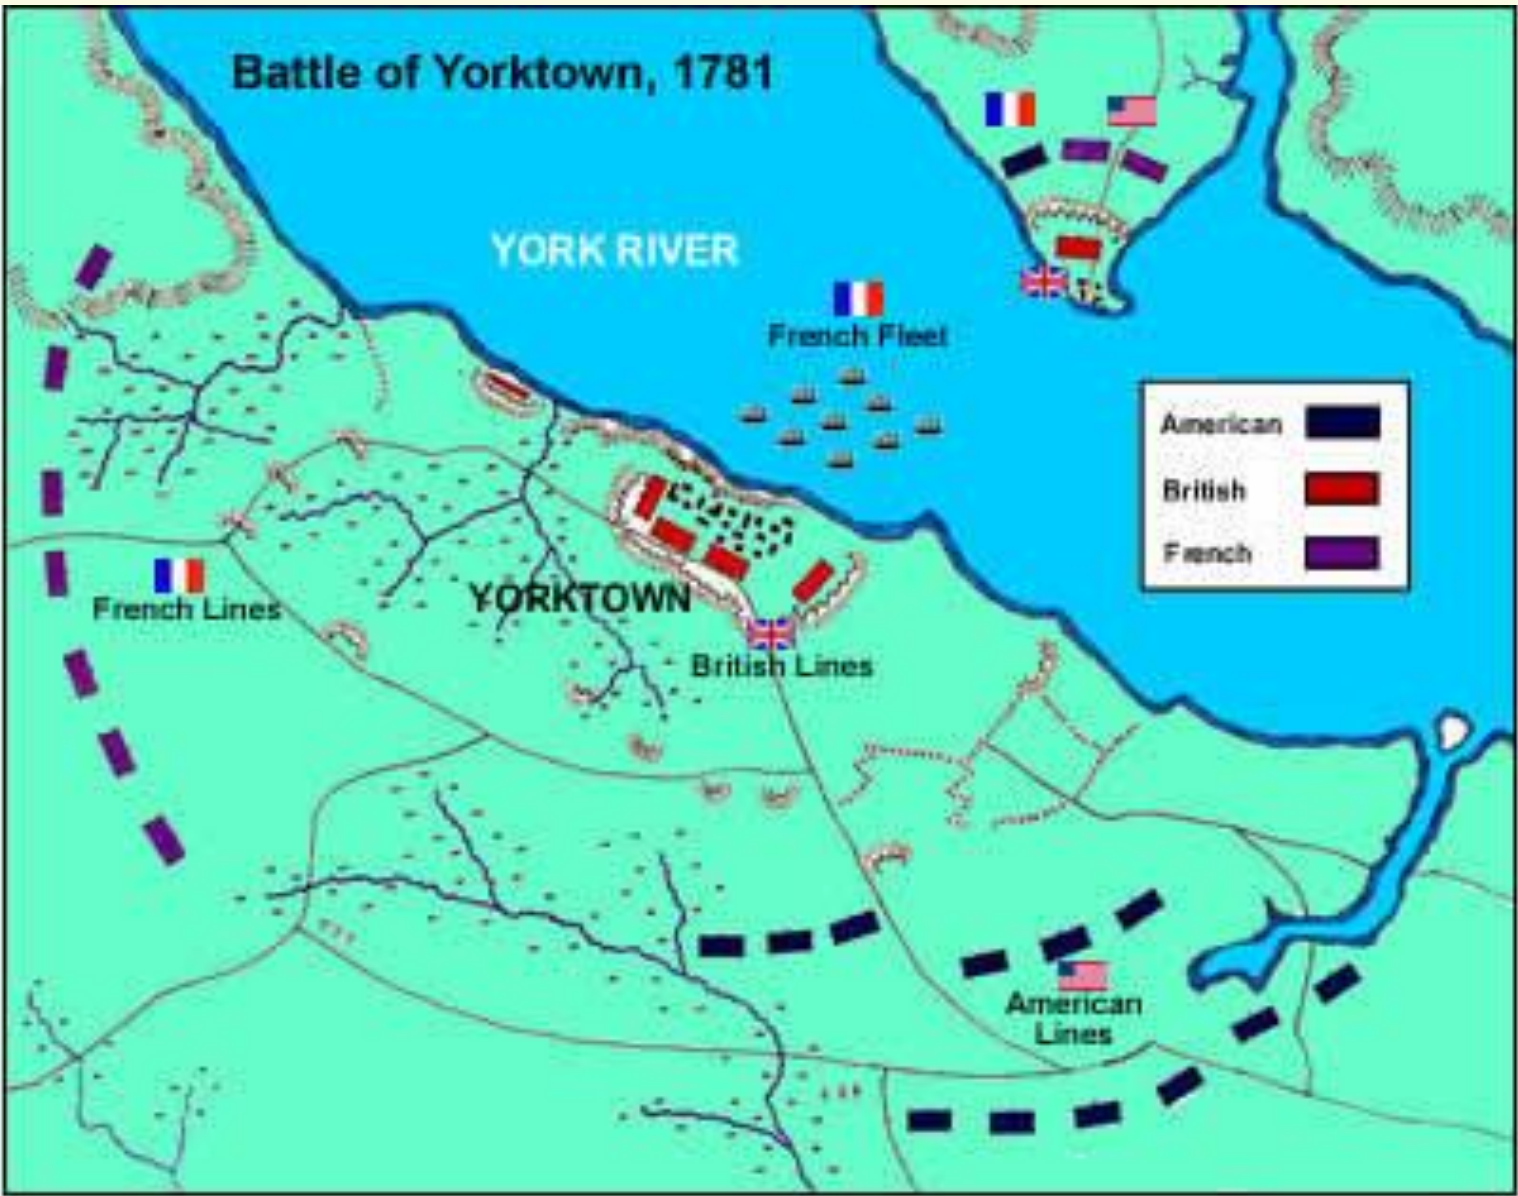 Battle of Yorktown, 1781
YORK RIVER
French Fleet
American
British
French
French Lines
YORKTOWN
British Lines
American
Lines